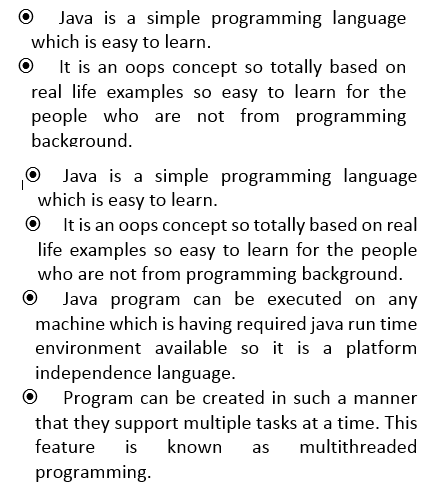 Java is a simple programming language
which is easy to learn.
It is an oops concept so totally based on
real life examples so easy to learn for the
people who are not from programming
background.
Java is a simple programming language
which is easy to learn.
It is an oops concept so totally based on real
life examples so easy to learn for the people
who are not from programming background.
Java program can be executed on any
machine which is having required java run time
environment available so it is a platform
independence language.
Program can be created in such a manner
that they support multiple tasks at a time. This
feature is known as multithreaded
programming.